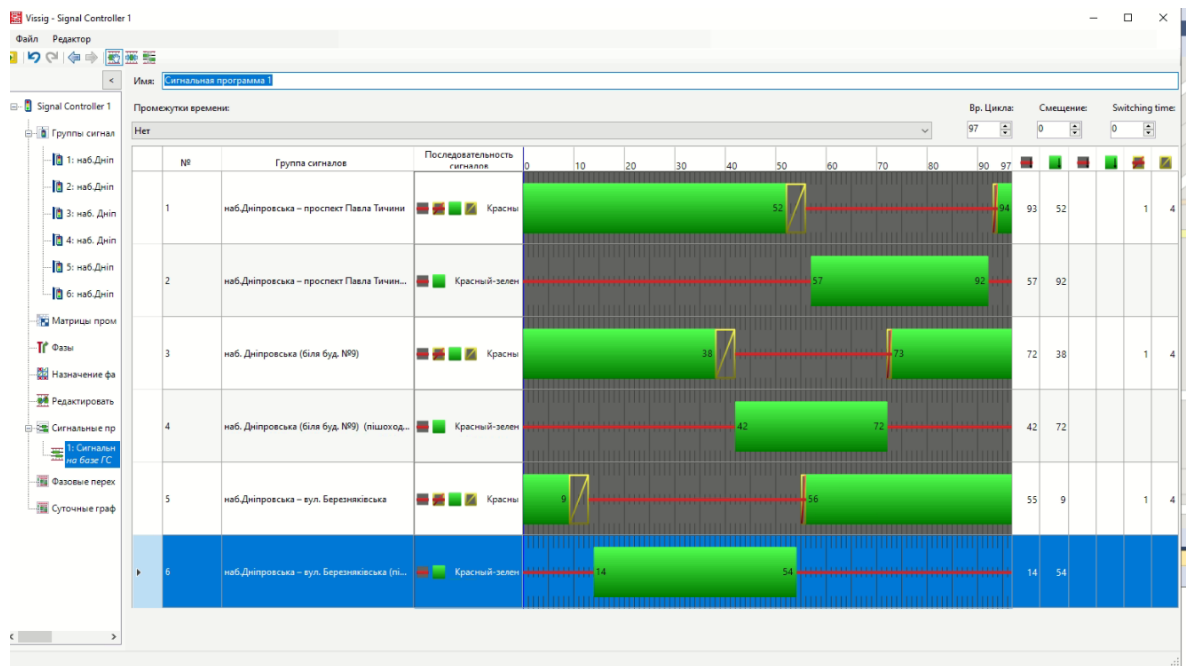 Vissig - Signal Controller 1
Файл Редактор
<
Имя: Сигнальная программа 1
Signal Controller 1
Промежутки времени:
Вр. Цикла: Смещение: Switching time:
Группы сигнал
Нет
97 0 0
№ Группа сигналов Последовательность сигналов 0 10 20 30 40 50 60 70 80 90 97
1: наб.Дніп
2: наб.Дніп
3: наб. Дніп
4: наб. Дніп
5: наб.Дніп
6: наб.Дніп
Матрицы пром
Фазы
Назначение фа
Редактировать
Сигнальные пр
1: Сигнальн
на базе ГС
Фазовые перех
Суточные граф
1 наб.Дніпровська – проспект Павла Тичини Красны 52 94 93 52 1 4
2 наб.Дніпровська – проспект Павла Тичин... Красный-зелен 57 92 57 92
3 наб. Дніпровська (біля буд. №9) Красны 38 73 72 38 1 4
4 наб. Дніпровська (біля буд. №9) (пішоход... Красный-зелен 42 72 42 72
5 наб.Дніпровська – вул. Березняківська Красны 9 56 55 9 1 4
6 наб.Дніпровська – вул. Березняківська (пі... Красный-зелен 14 54 14 54
< >